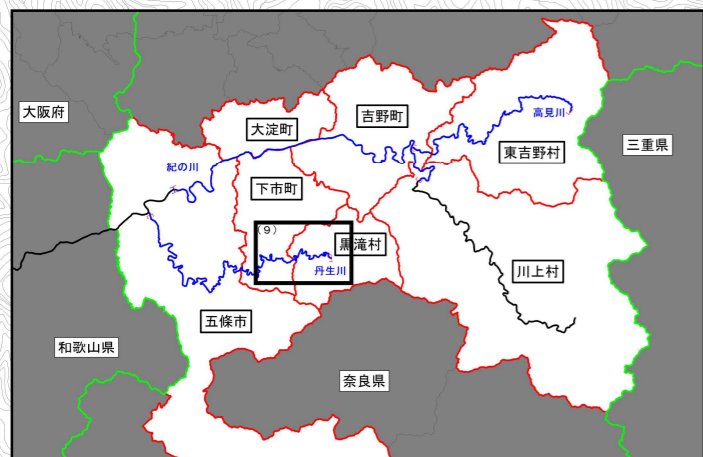 大阪府
大淀町
吉野町
高見川
東吉野村
三重県
紀の川
下市町
(9)
黒滝村
丹生川
川上村
五條市
和歌山県
奈良県